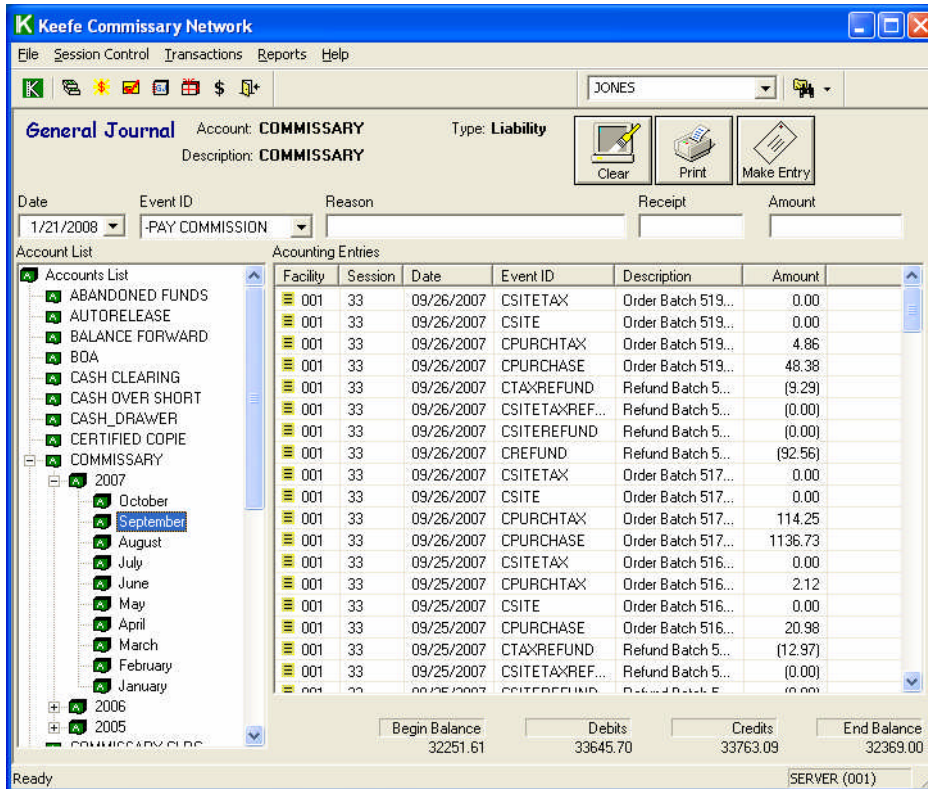 Keefe Commissary Network
File Session Control Transactions Reports Help
JONES
General Journal Account: COMMISSARY Type: Liability
Description: COMMISSARY
Clear Print Make Entry
Date Event ID Reason Receipt Amount
1/21/2008 -PAY COMMISSION
Account List Acounting Entries
Accounts List
ABANDONED FUNDS
AUTORELEASE
BALANCE FORWARD
BOA
CASH CLEARING
CASH OVER SHORT
CASH_DRAWER
CERTIFIED COPIE
COMMISSARY
2007
October
September
August
July
June
May
April
March
February
January
2006
2005
Facility Session Date Event ID Description Amount
001 33 09/26/2007 CSITETAX Order Batch 519... 0.00
001 33 09/26/2007 CSITE Order Batch 519... 0.00
001 33 09/26/2007 CPURCHTAX Order Batch 519... 4.86
001 33 09/26/2007 CPURCHASE Order Batch 519... 48.38
001 33 09/26/2007 CTAXREFUND Refund Batch 5... (9.29)
001 33 09/26/2007 CSITETAXREF... Refund Batch 5... (0.00)
001 33 09/26/2007 CSITEREFUND Refund Batch 5... (0.00)
001 33 09/26/2007 CREFUND Refund Batch 5... (92.56)
001 33 09/26/2007 CSITETAX Order Batch 517... 0.00
001 33 09/26/2007 CSITE Order Batch 517... 0.00
001 33 09/26/2007 CPURCHTAX Order Batch 517... 114.25
001 33 09/26/2007 CPURCHASE Order Batch 517... 1136.73
001 33 09/25/2007 CSITETAX Order Batch 516... 0.00
001 33 09/25/2007 CPURCHTAX Order Batch 516... 2.12
001 33 09/25/2007 CSITE Order Batch 516... 0.00
001 33 09/25/2007 CPURCHASE Order Batch 516... 20.98
001 33 09/25/2007 CTAXREFUND Refund Batch 5... (12.97)
001 33 09/25/2007 CSITETAXREF... Refund Batch 5... (0.00)
Begin Balance Debits Credits End Balance
32251.61 33645.70 33763.09 32369.00
Ready SERVER (001)